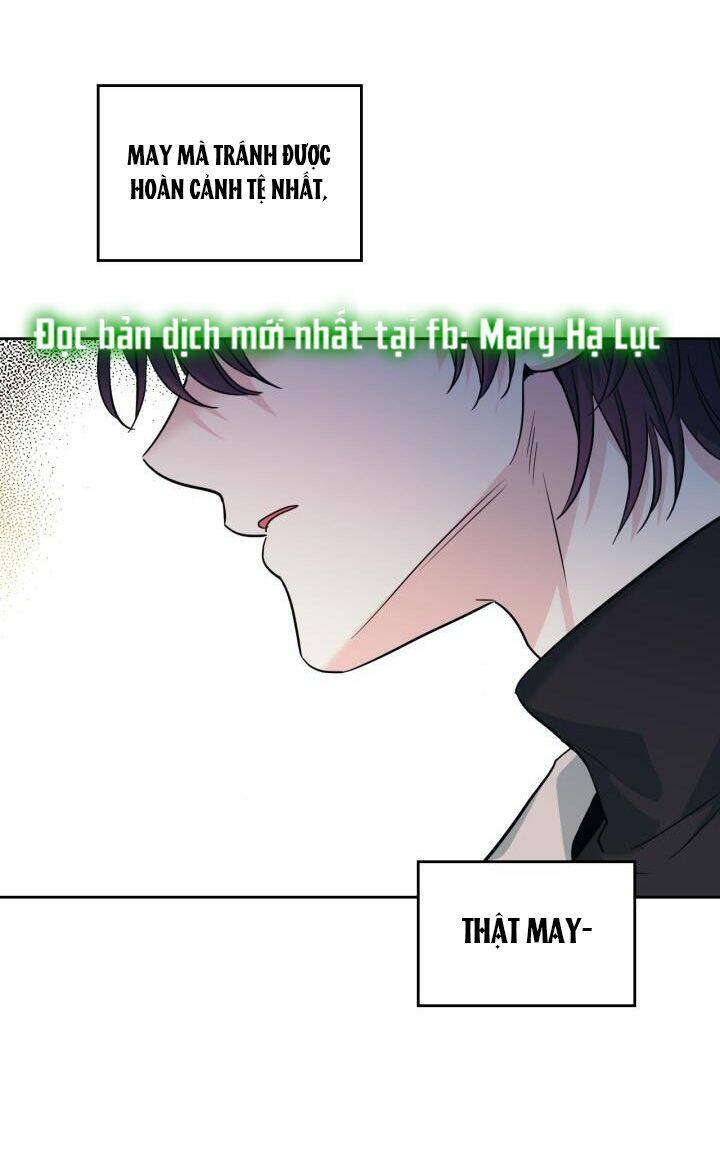 MAY MÀ TRÁNH ĐƯỢC
HOÀN CẢNH TỆ NHẤT,
Đọc bản dịch mới nhất tại fb: Mary Hạ Lục
THẬT MAY-